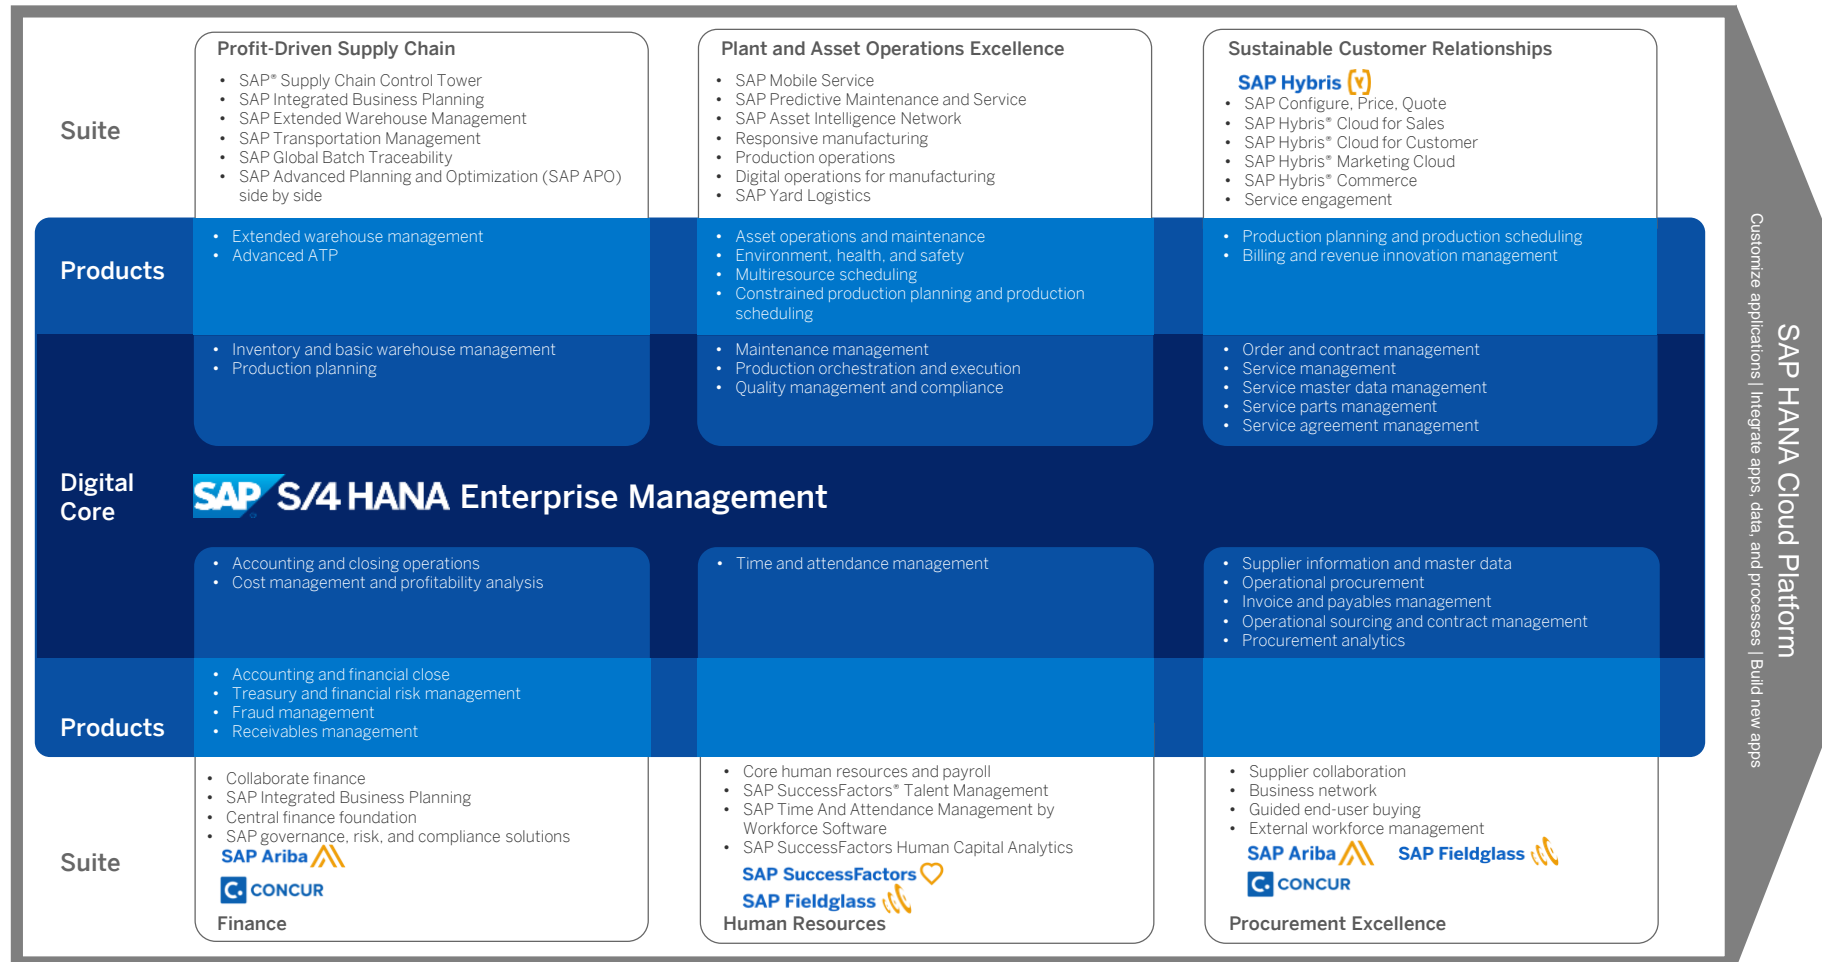 Profit-Driven Supply Chain
• SAP® Supply Chain Control Tower
• SAP Integrated Business Planning
• SAP Extended Warehouse Management
• SAP Transportation Management
• SAP Global Batch Traceability
• SAP Advanced Planning and Optimization (SAP APO)
side by side
Plant and Asset Operations Excellence
• SAP Mobile Service
• SAP Predictive Maintenance and Service
• SAP Asset Intelligence Network
• Responsive manufacturing
• Production operations
• Digital operations for manufacturing
• SAP Yard Logistics
Sustainable Customer Relationships
SAP Hybris
• SAP Configure, Price, Quote
• SAP Hybris® Cloud for Sales
• SAP Hybris® Cloud for Customer
• SAP Hybris® Marketing Cloud
• SAP Hybris® Commerce
• Service engagement
Suite
Products
• Extended warehouse management
• Advanced ATP
• Asset operations and maintenance
• Environment, health, and safety
• Multiresource scheduling
• Constrained production planning and production
scheduling
• Production planning and production scheduling
• Billing and revenue innovation management
• Inventory and basic warehouse management
• Production planning
• Maintenance management
• Production orchestration and execution
• Quality management and compliance
• Order and contract management
• Service management
• Service master data management
• Service parts management
• Service agreement management
Digital
Core
SAP S/4 HANA Enterprise Management
• Accounting and closing operations
• Cost management and profitability analysis
• Time and attendance management
• Supplier information and master data
• Operational procurement
• Invoice and payables management
• Operational sourcing and contract management
• Procurement analytics
Products
• Accounting and financial close
• Treasury and financial risk management
• Fraud management
• Receivables management
Suite
• Collaborate finance
• SAP Integrated Business Planning
• Central finance foundation
• SAP governance, risk, and compliance solutions
SAP Ariba
C. CONCUR
Finance
• Core human resources and payroll
• SAP SuccessFactors® Talent Management
• SAP Time And Attendance Management by
Workforce Software
• SAP SuccessFactors Human Capital Analytics
SAP SuccessFactors
SAP Fieldglass
Human Resources
• Supplier collaboration
• Business network
• Guided end-user buying
• External workforce management
SAP Ariba SAP Fieldglass
C. CONCUR
Procurement Excellence
SAP HANA Cloud Platform
Customize applications | Integrate apps, data, and processes | Build new apps